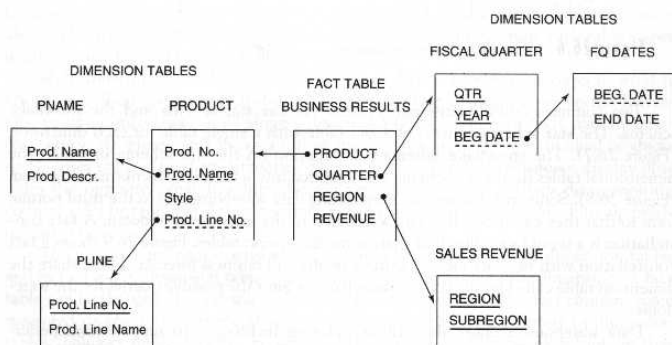 DIMENSION TABLES
FISCAL QUARTER
FQ DATES
DIMENSION TABLES
FACT TABLE
BUSINESS RESULTS
PNAME
PRODUCT
QTR
YEAR
BEG DATE
BEG. DATE
END DATE
Prod. Name
Prod. Descr.
Prod. No.
Prod. Name
Style
Prod. Line No.
PRODUCT
QUARTER
REGION
REVENUE
PLINE
SALES REVENUE
Prod. Line No.
Prod. Line Name
REGION
SUBREGION